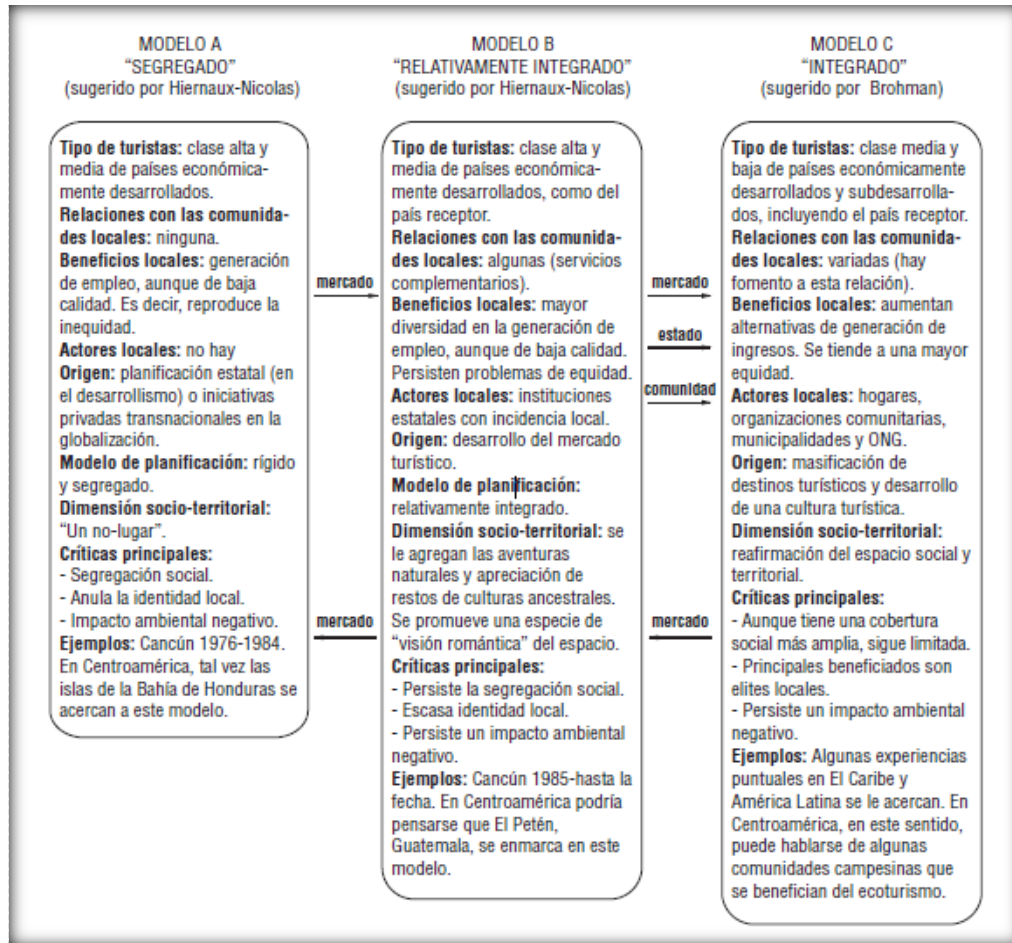 MODELO A
"SEGREGADO"
(sugerido por Hiernaux-Nicolas)
Tipo de turistas: clase alta y
media de países económica-
mente desarrollados.
Relaciones con las comunida-
des locales: ninguna.
Beneficios locales: generación
de empleo, aunque de baja
calidad. Es decir, reproduce la
inequidad.
Actores locales: no hay
Origen: planificación estatal (en
el desarrollismo) o iniciativas
privadas transnacionales en la
globalización.
Modelo de planificación: rígido
y segregado.
Dimensión socio-territorial:
"Un no-lugar".
Críticas principales:
- Segregación social.
- Anula la identidad local.
- Impacto ambiental negativo.
Ejemplos: Cancún 1976-1984.
En Centroamérica, tal vez las
islas de la Bahía de Honduras se
acercan a este modelo.
mercado
mercado
MODELO B
"RELATIVAMENTE INTEGRADO"
(sugerido por Hiernaux-Nicolas)
Tipo de turistas: clase alta y
media de países económica-
mente desarrollados, como del
país receptor.
Relaciones con las comunida-
des locales: algunas (servicios
complementarios).
Beneficios locales: mayor
diversidad en la generación de
empleo, aunque de baja calidad.
Persisten problemas de equidad.
Actores locales: instituciones
estatales con incidencia local.
Origen: desarrollo del mercado
turístico.
Modelo de planificación:
relativamente integrado.
Dimensión socio-territorial: se
le agregan las aventuras
naturales y apreciación de
restos de culturas ancestrales.
Se promueve una especie de
"visión romántica" del espacio.
Críticas principales:
- Persiste la segregación social.
- Escasa identidad local.
- Persiste un impacto ambiental
negativo.
Ejemplos: Cancún 1985-hasta la
fecha. En Centroamérica podría
pensarse que El Petén,
Guatemala, se enmarca en este
modelo.
mercado
estado
comunidad
mercado
MODELO C
"INTEGRADO"
(sugerido por Brohman)
Tipo de turistas: clase media y
baja de países económicamente
desarrollados y subdesarrolla-
dos, incluyendo el país receptor.
Relaciones con las comunida-
des locales: variadas (hay
fomento a esta relación).
Beneficios locales: aumentan
alternativas de generación de
ingresos. Se tiende a una mayor
equidad.
Actores locales: hogares,
organizaciones comunitarias,
municipalidades y ONG.
Origen: masificación de
destinos turísticos y desarrollo
de una cultura turística.
Dimensión socio-territorial:
reafirmación del espacio social y
territorial.
Críticas principales:
- Aunque tiene una cobertura
social más amplia, sigue limitada.
- Principales beneficiados son
elites locales.
- Persiste un impacto ambiental
negativo.
Ejemplos: Algunas experiencias
puntuales en El Caribe y
América Latina se le acercan. En
Centroamérica, en este sentido,
puede hablarse de algunas
comunidades campesinas que
se benefician del ecoturismo.